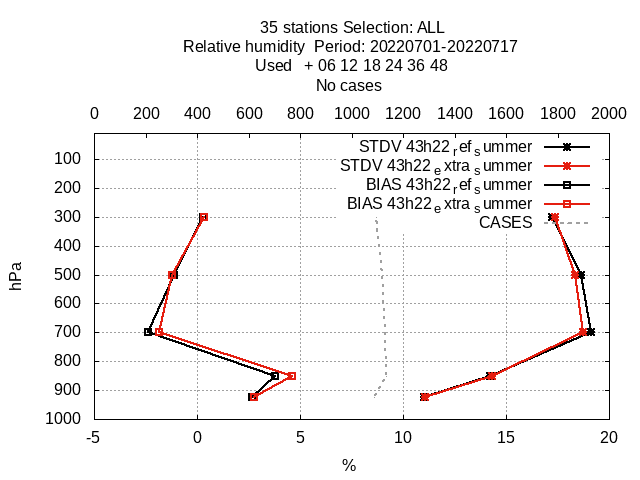 35 stations Selection: ALL
Relative humidity  Period: 20220701-20220717
Used   + 06 12 18 24 36 48
No cases
0 200 400 600 800 1000 1200 1400 1600 1800 2000
STDV 43h22_ref_summer
STDV 43h22_extra_summer
BIAS 43h22_ref_summer
BIAS 43h22_extra_summer
CASES
100
200
300
400
500
600
700
800
900
1000
hPa
-5 0 5 10 15 20
%